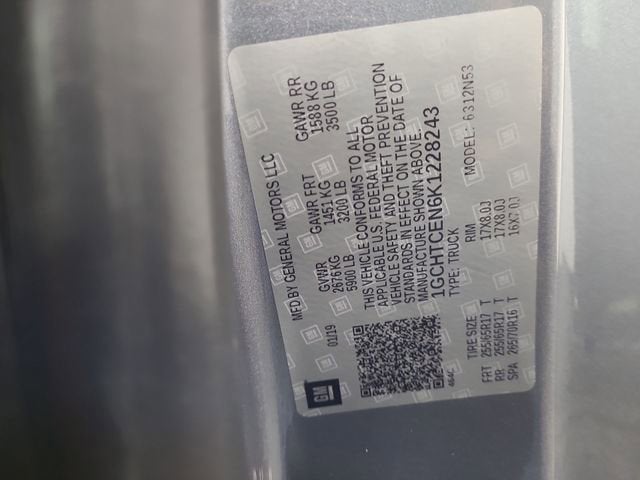 GM
MFD BY GENERAL MOTORS LLC
01/19
GVWR
2676 KG
5900 LB
GAWR FRT
1451 KG
3200 LB
GAWR RR
1588 KG
3500 LB
THIS VEHICLE CONFORMS TO ALL
APPLICABLE U.S. FEDERAL MOTOR
VEHICLE SAFETY AND THEFT PREVENTION
STANDARDS IN EFFECT ON THE DATE OF
MANUFACTURE SHOWN ABOVE.
1GCHTCEN6K1228243
TYPE: TRUCK
MODEL: 6312N53
464C
TIRE SIZE
RIM
FRT 255/65R17 T 17X8.0J
RR 255/65R17 T 17X8.0J
SPA 265/70R16 T 16X7.0J